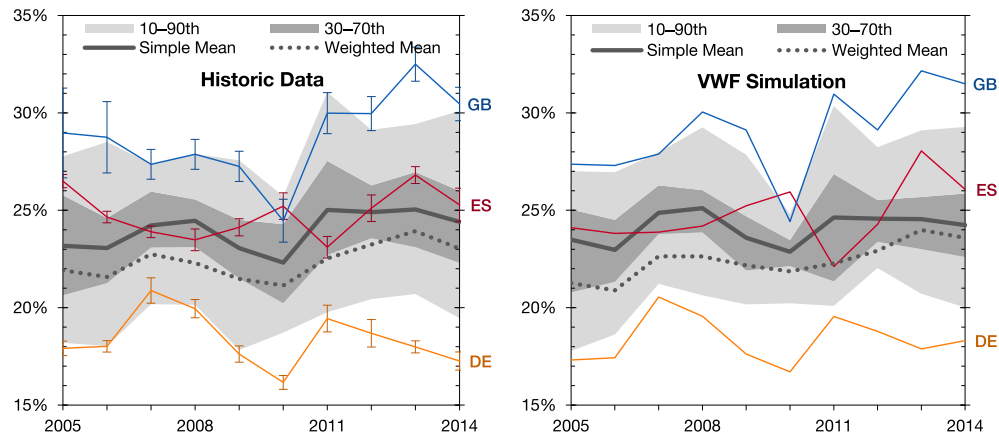 35%
10–90th 30–70th
Simple Mean Weighted Mean
Historic Data
GB
30%
25%
ES
20%
DE
15%
2005 2008 2011 2014
35%
10–90th 30–70th
Simple Mean Weighted Mean
VWF Simulation
GB
30%
25%
ES
20%
DE
15%
2005 2008 2011 2014